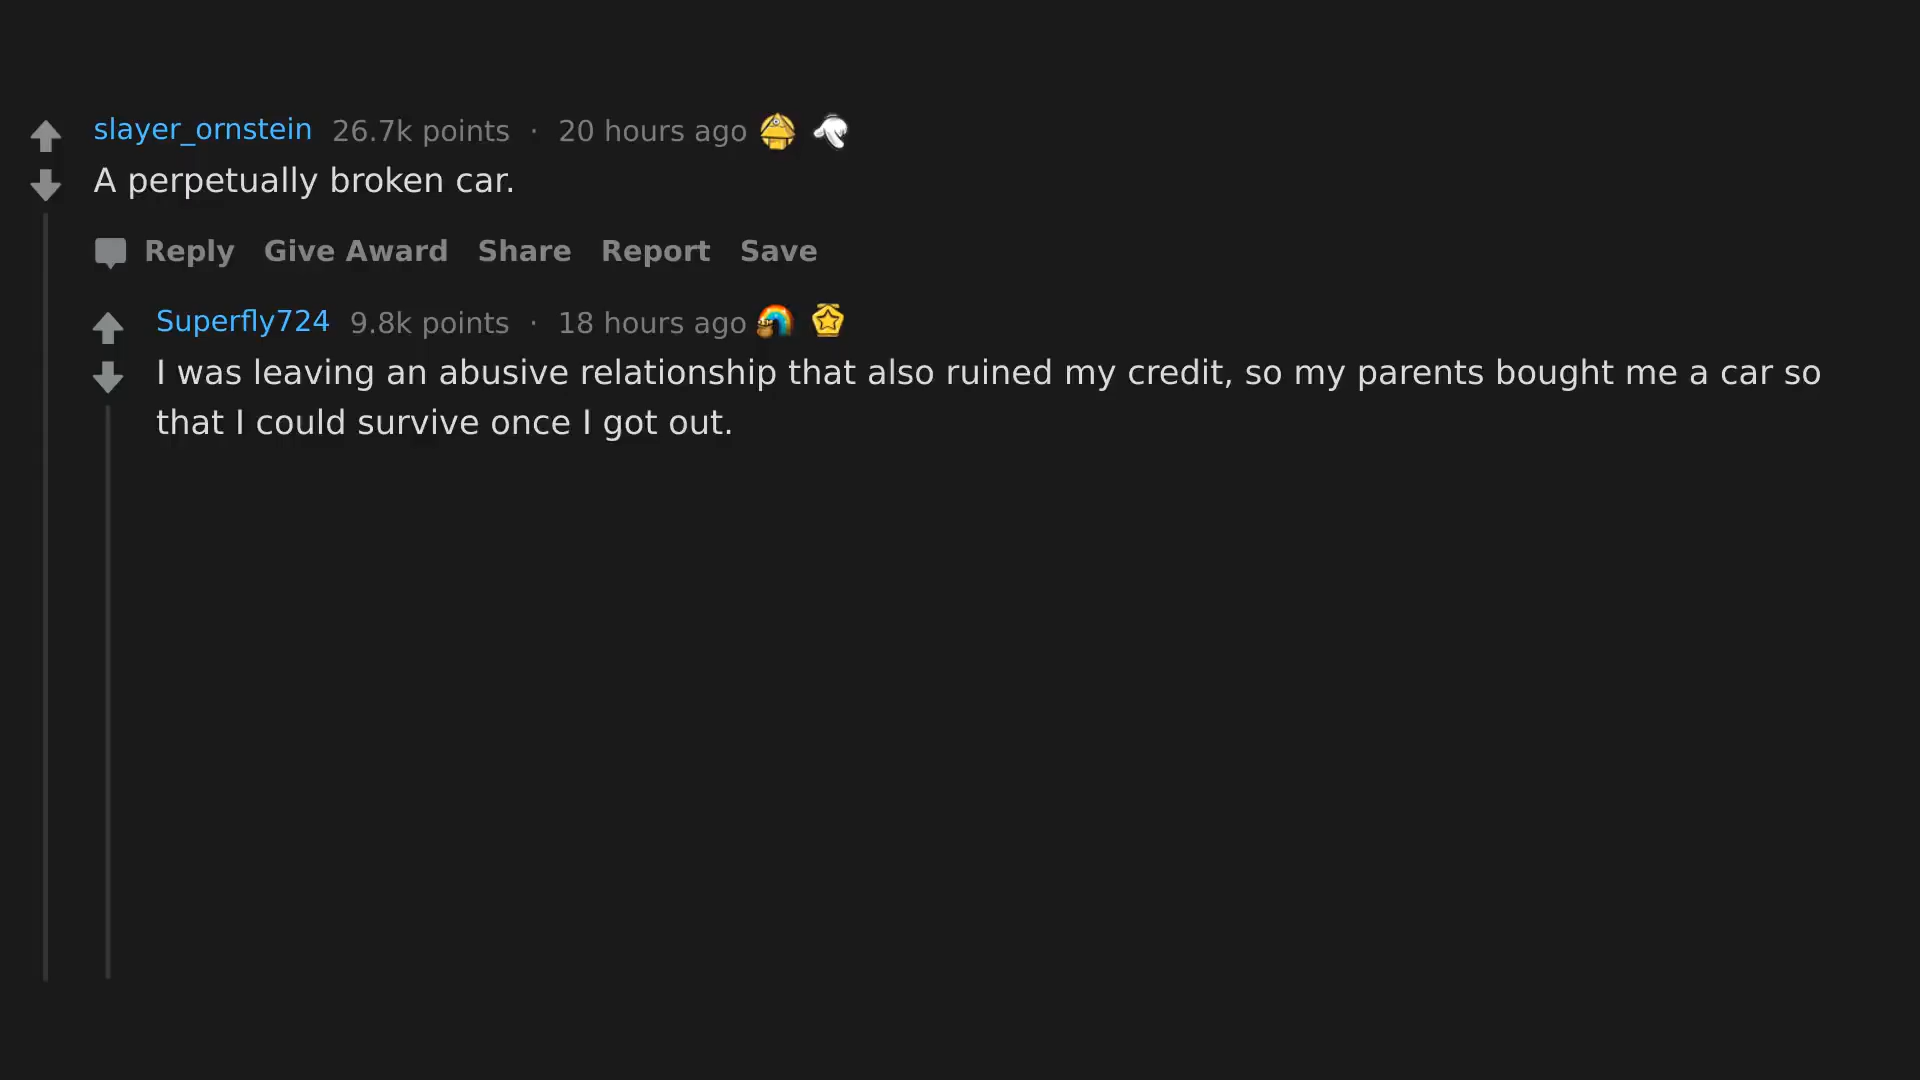 slayer_ornstein 26.7k points · 20 hours ago
A perpetually broken car.
Reply Give Award Share Report Save
Superfly724 9.8k points · 18 hours ago
I was leaving an abusive relationship that also ruined my credit, so my parents bought me a car so
that I could survive once I got out.